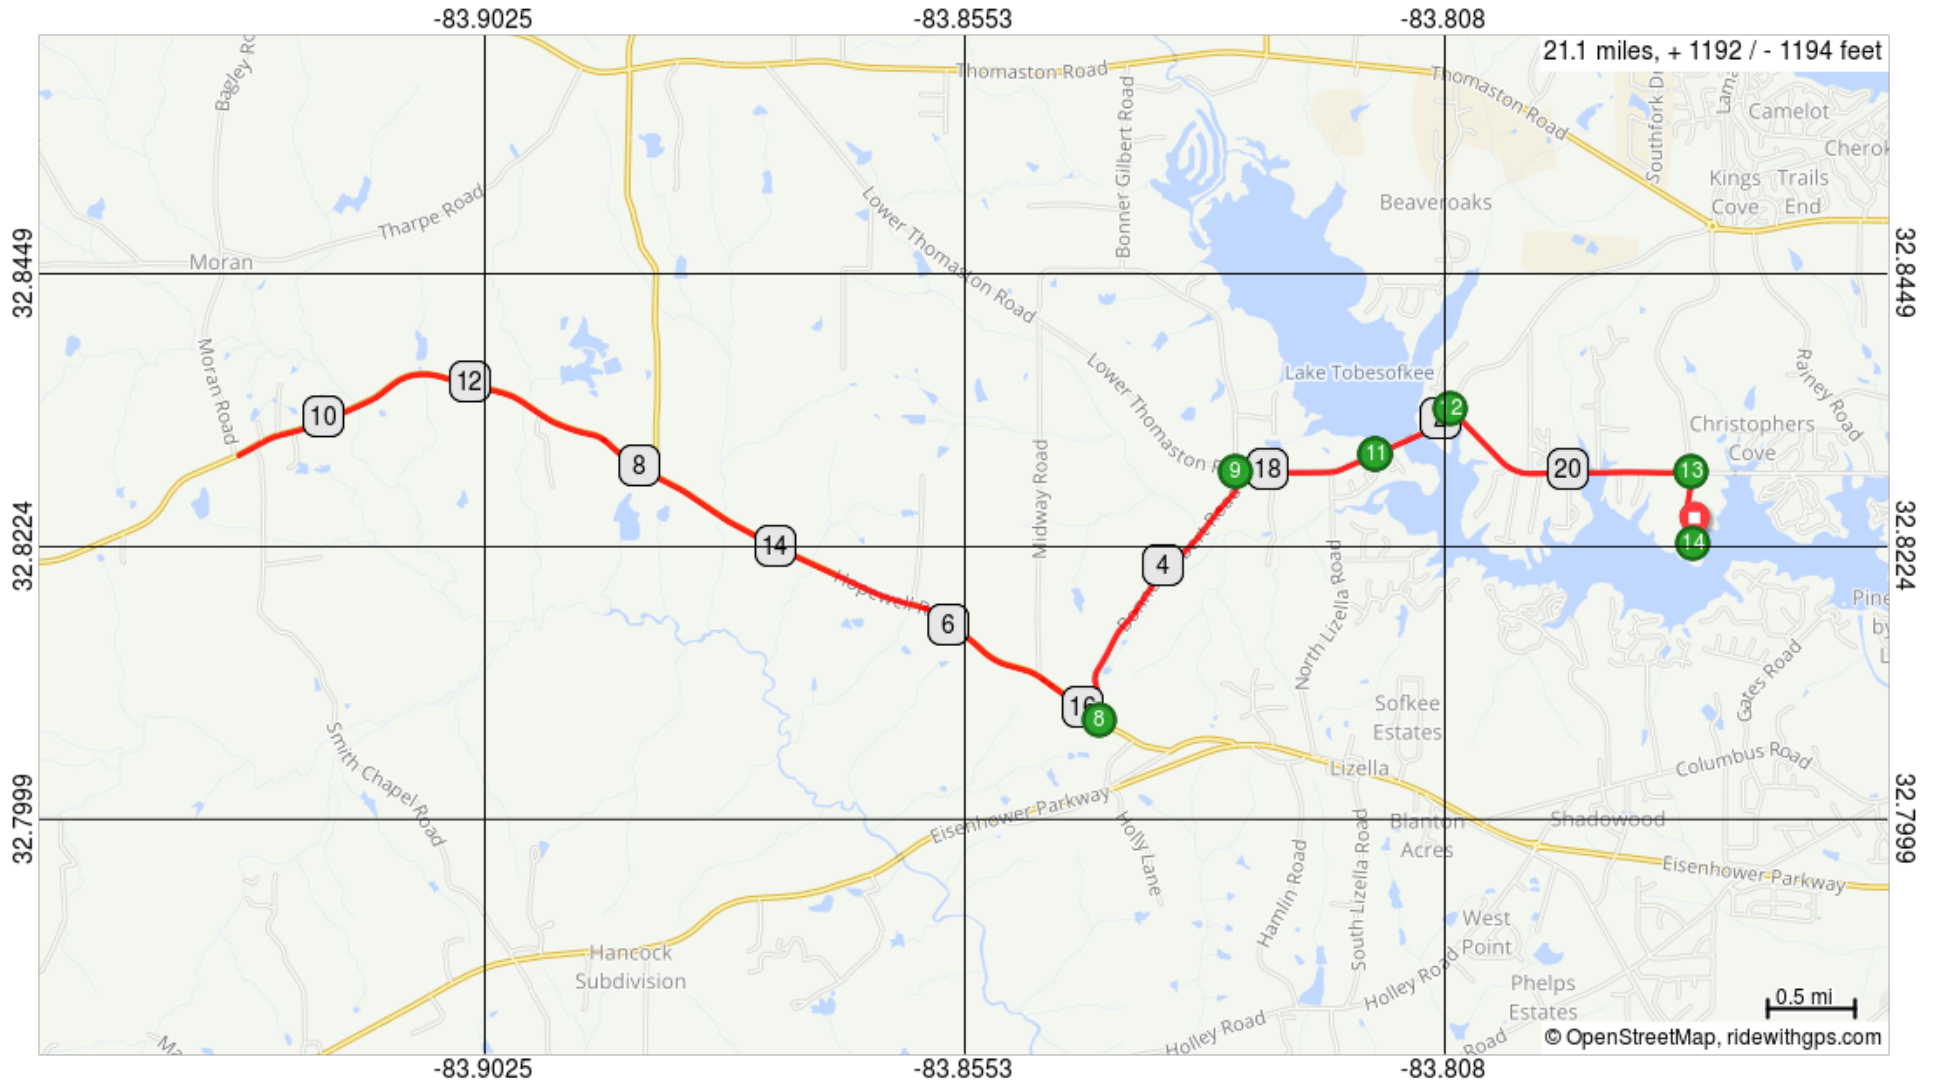 -83.9025
-83.8553
-83.808
21.1 miles, + 1192 / - 1194 feet
Thomaston Road
Thomaston Road
Camelot
Kings
Cove
Trails
End
Beaveroaks
Bonner Gilbert Road
Tharpe Road
Lower Thomaston Road
Moran
32.8449
32.8449
Moran Road
Lake Tobesofkee
Lower Thomaston
Rainey Road
Christophers
Cove
10
12
8
9
18
11
12
20
13
14
32.8224
32.8224
Midway Road
14
4
6
16
8
North Lizella Road
Sofkee
Estates
Gates Road
Columbus Road
Lizella
Smith Chapel Road
Eisenhower Parkway
Holly Lane
Blanton
Acres
Shadowood
Eisenhower Parkway
32.7999
32.7999
Hamlin Road
South Lizella Road
West
Point
Hancock
Subdivision
Holley Road
Holley Road
Phelps
Estates
0.5 mi
Road
© OpenStreetMap, ridewithgps.com
-83.9025
-83.8553
-83.808